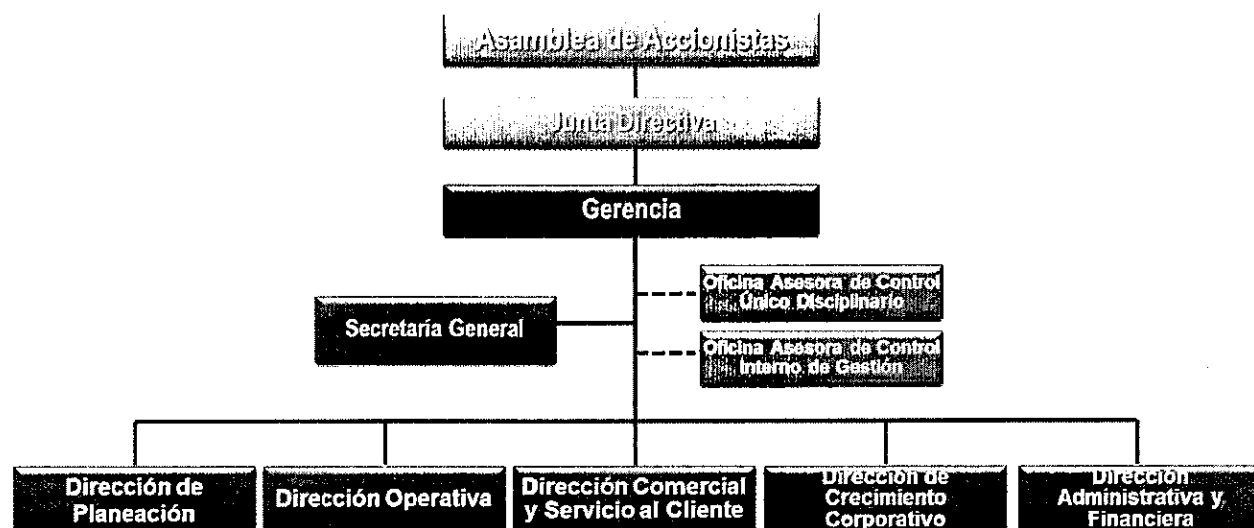 Asamblea de Accionistas
Junta Directiva
Gerencia
Oficina Asesora de Control
Único Disciplinario
Secretaría General
Oficina Asesora de Control
Interno de Gestión
Dirección de
Planeación
Dirección Operativa
Dirección Comercial
y Servicio al Cliente
Dirección de
Crecimiento
Corporativo
Dirección
Administrativa y
Financiera